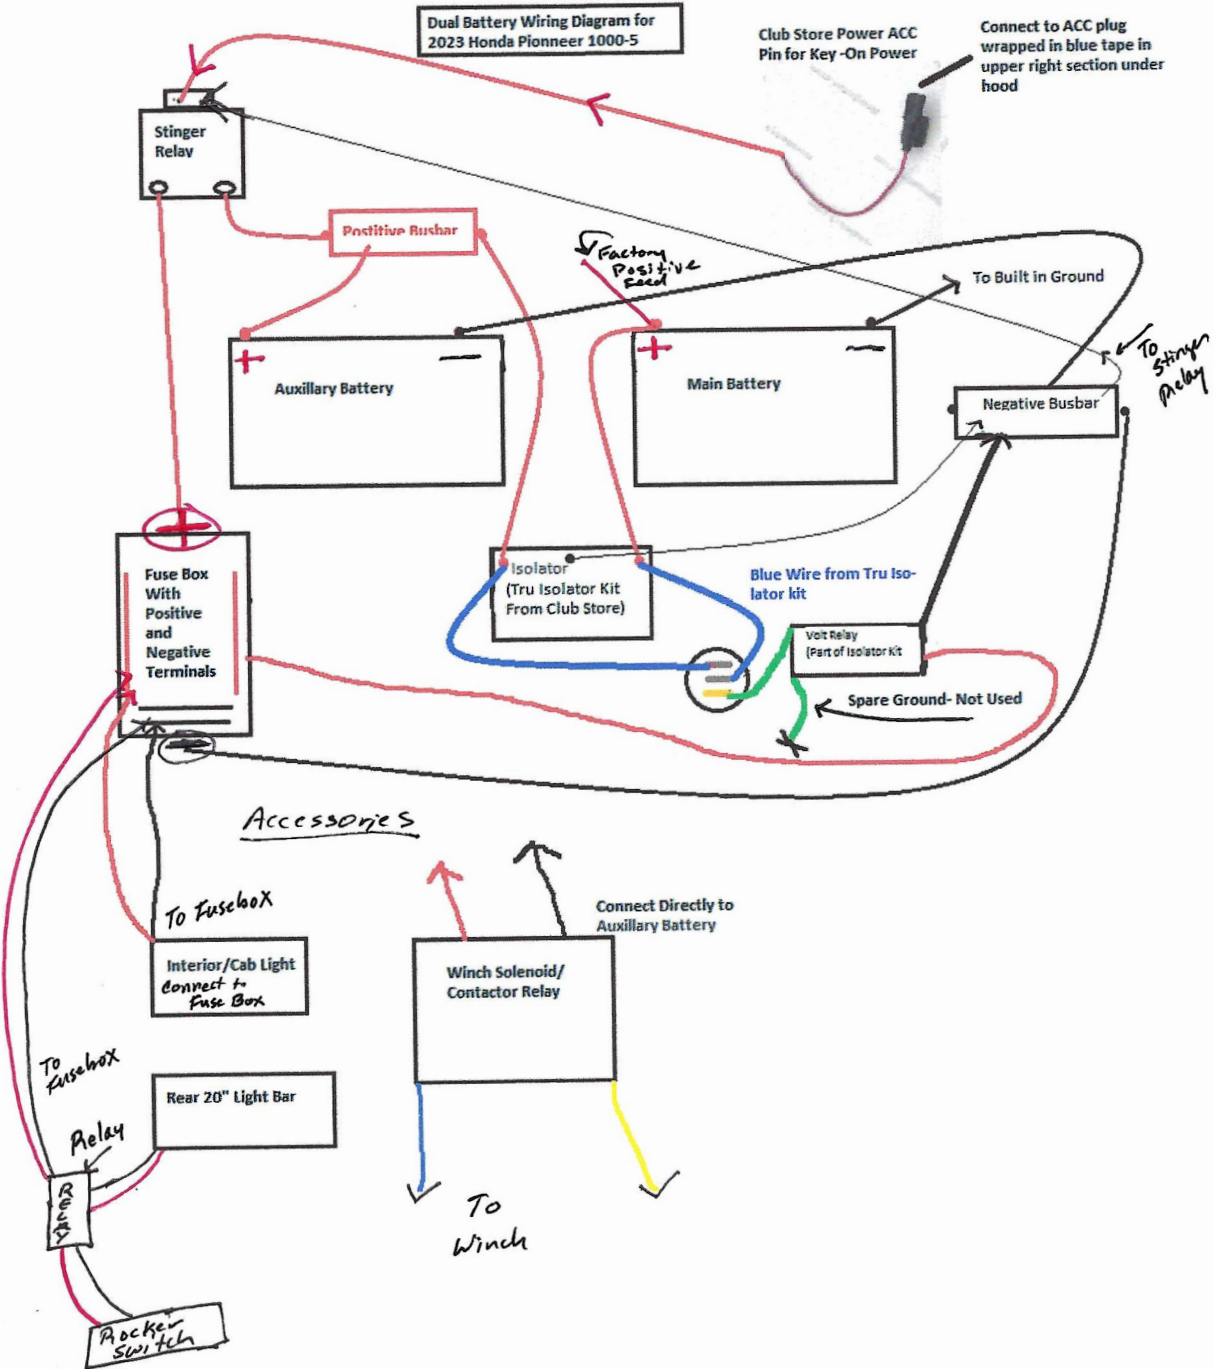 Dual Battery Wiring Diagram for
2023 Honda Pionneer 1000-5
Club Store Power ACC
Pin for Key -On Power
Connect to ACC plug
wrapped in blue tape in
upper right section under
hood
Stinger
Relay
Postitive Busbar
Factory
Positive
feed
To Built in Ground
To
Stinger
Relay
+
—
Auxillary Battery
+
—
Main Battery
Negative Busbar
+
Fuse Box
With
Positive
and
Negative
Terminals
Isolator
(Tru Isolator Kit
From Club Store)
Blue Wire from Tru Iso-
lator kit
Volt Relay
(Part of Isolator Kit
Spare Ground- Not Used
Accessories
To Fusebox
Connect Directly to
Auxillary Battery
Interior/Cab Light
Connect to
Fuse Box
Winch Solenoid/
Contactor Relay
To
Fusebox
Rear 20" Light Bar
Relay
RELAY
To
Winch
Rocker
Switch